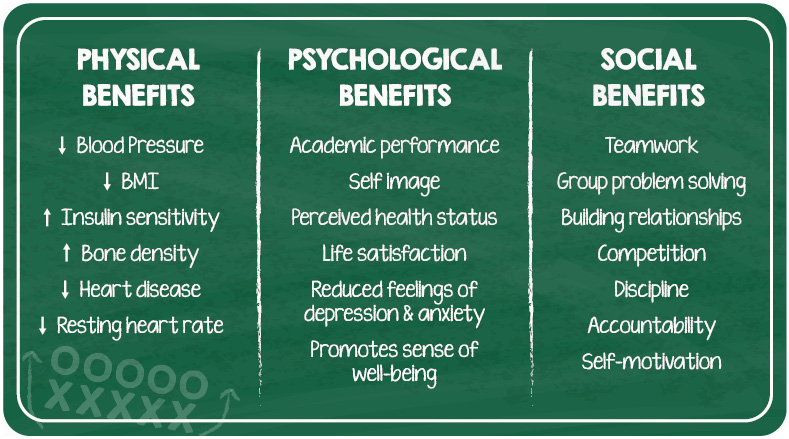 PHYSICAL
BENEFITS
↓ Blood Pressure
↓ BMI
↑ Insulin sensitivity
↑ Bone density
↓ Heart disease
↓ Resting heart rate
OOOOO
XXXXX
PSYCHOLOGICAL
BENEFITS
Academic performance
Self image
Perceived health status
Life satisfaction
Reduced feelings of
depression & anxiety
Promotes sense of
well-being
SOCIAL
BENEFITS
Teamwork
Group problem solving
Building relationships
Competition
Discipline
Accountability
Self-motivation